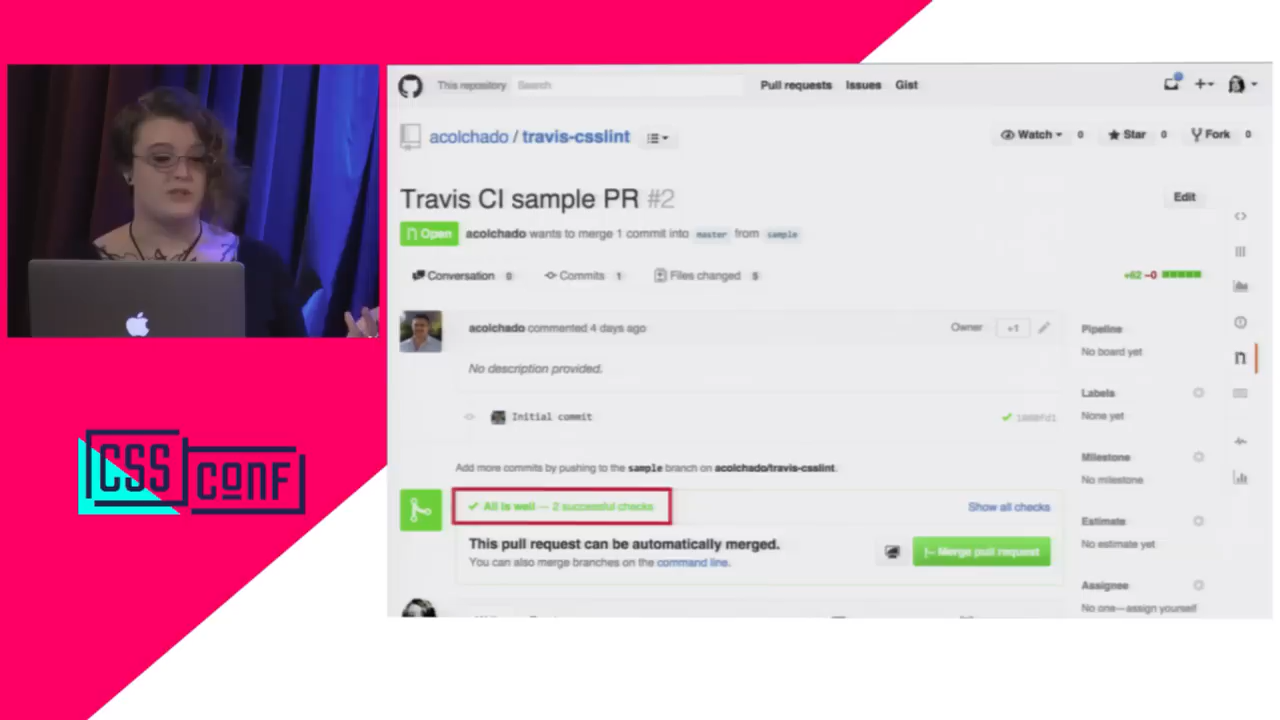 This repository Search Pull requests Issues Gist
acolchado / travis-csslint Watch 0 Star 0 Fork 0
Travis CI sample PR #2 Edit
Open acolchado wants to merge 1 commit into master from sample
Conversation 0 Commits 1 Files changed 5 +62 −0
acolchado commented 4 days ago Owner +1
No description provided.
Initial commit
Add more commits by pushing to the sample branch on acolchado/travis-csslint.
All is well — 2 successful checks Show all checks
This pull request can be automatically merged. Merge pull request
You can also merge branches on the command line.
Pipeline
No board yet
Labels
None yet
Milestone
No milestone
Estimate
No estimate yet
Assignee
No one—assign yourself
CSS
CONF